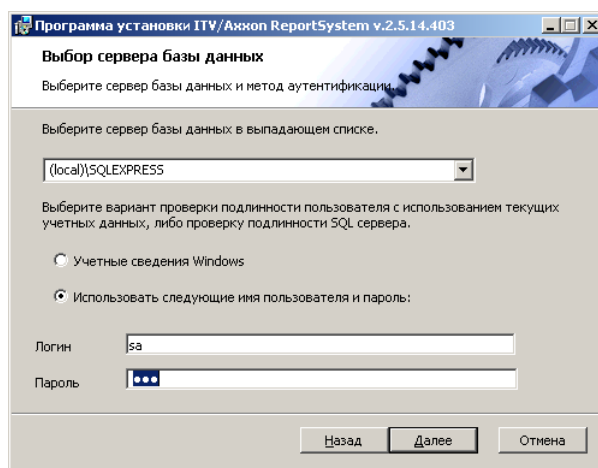 Программа установки ITV/Axxon ReportSystem v.2.5.14.403
Выбор сервера базы данных
Выберите сервер базы данных и метод аутентификации.
Выберите сервер базы данных в выпадающем списке.
(local)\SQLEXPRESS
Выберите вариант проверки подлинности пользователя с использованием текущих
учетных данных, либо проверку подлинности SQL сервера.
Учетные сведения Windows
Использовать следующие имя пользователя и пароль:
Логин sa
Пароль •••
Назад Далее Отмена